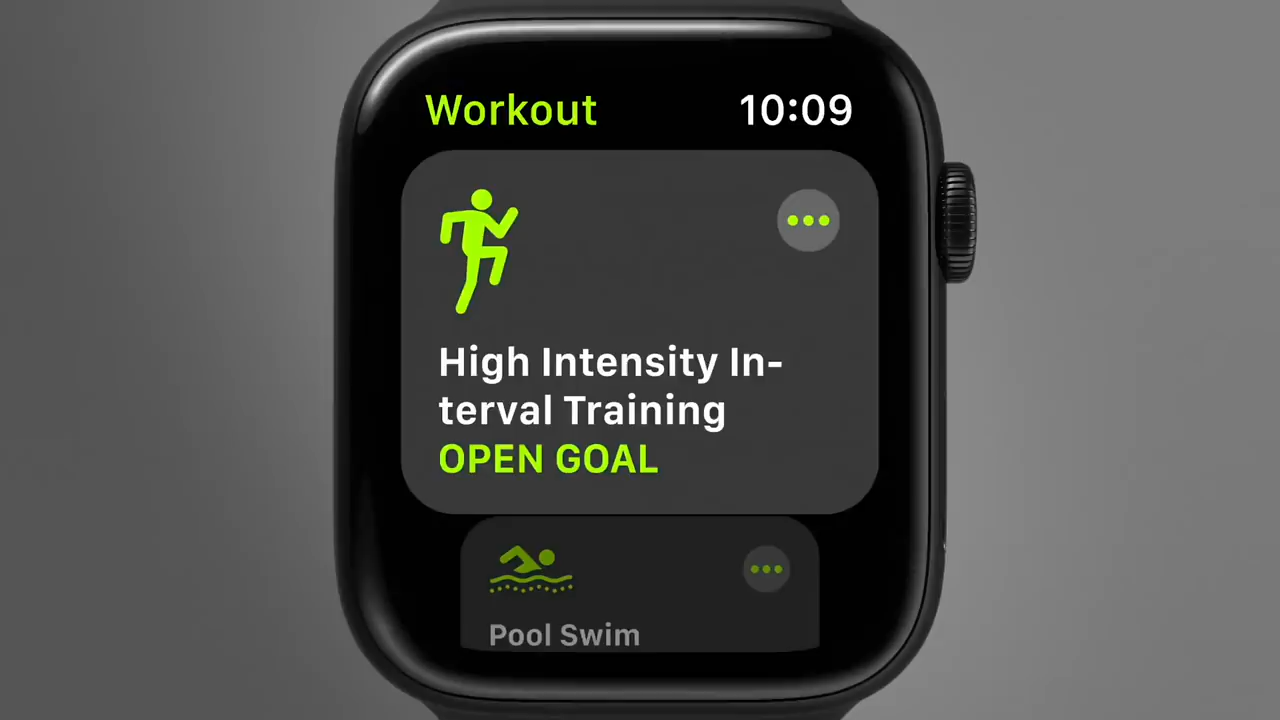 Workout 10:09
High Intensity In-
terval Training
OPEN GOAL
Pool Swim